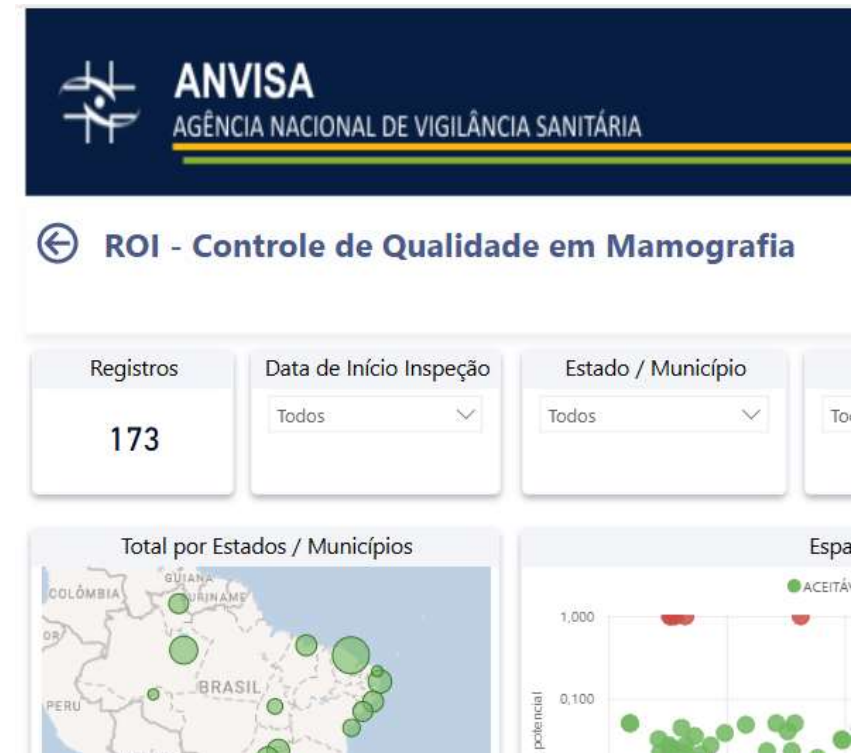 ANVISA
AGÊNCIA NACIONAL DE VIGILÂNCIA SANITÁRIA
ROI - Controle de Qualidade em Mamografia
Registros
Data de Início Inspeção
Estado / Município
173
Todos
Todos
Total por Estados / Municípios
COLÔMBIA
GUIANA
BRASIL
PERU
1,000
0,100
potencial